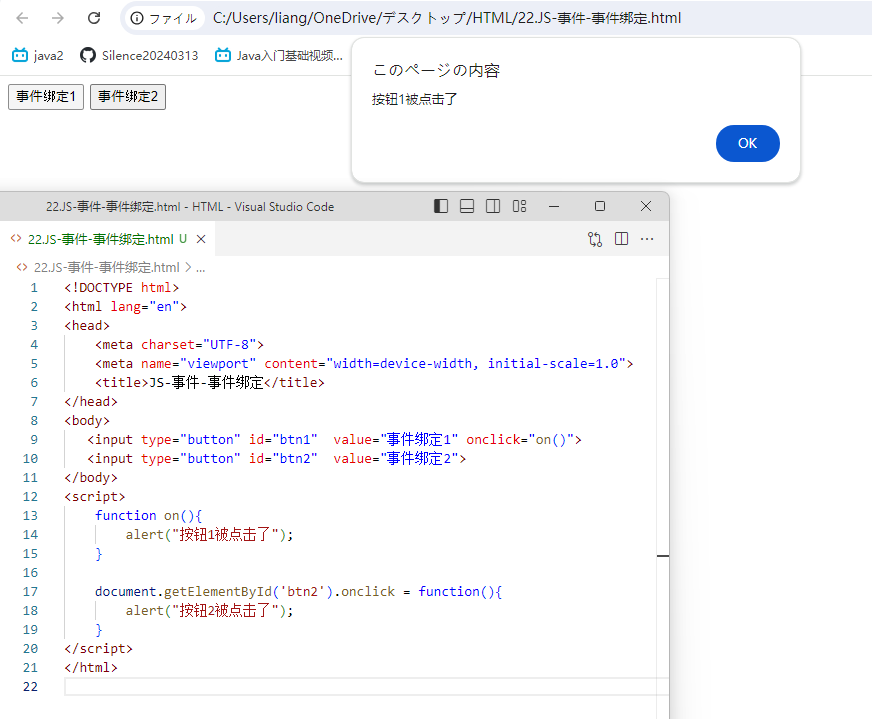 ファイル C:/Users/liang/OneDrive/デスクトップ/HTML/22.JS-事件-事件绑定.html
java2 Silence20240313 Java入门基础视频...
このページの内容
按钮1被点击了
OK
事件绑定1 事件绑定2
22.JS-事件-事件绑定.html - HTML - Visual Studio Code
22.JS-事件-事件绑定.html U
22.JS-事件-事件绑定.html > ...
1 <!DOCTYPE html>
2 <html lang="en">
3 <head>
4     <meta charset="UTF-8">
5     <meta name="viewport" content="width=device-width, initial-scale=1.0">
6     <title>JS-事件-事件绑定</title>
7 </head>
8 <body>
9    <input type="button" id="btn1"  value="事件绑定1" onclick="on()">
10    <input type="button" id="btn2"  value="事件绑定2">
11 </body>
12 <script>
13     function on(){
14         alert("按钮1被点击了");
15     }
16
17     document.getElementById('btn2').onclick = function(){
18         alert("按钮2被点击了");
19     }
20 </script>
21 </html>
22